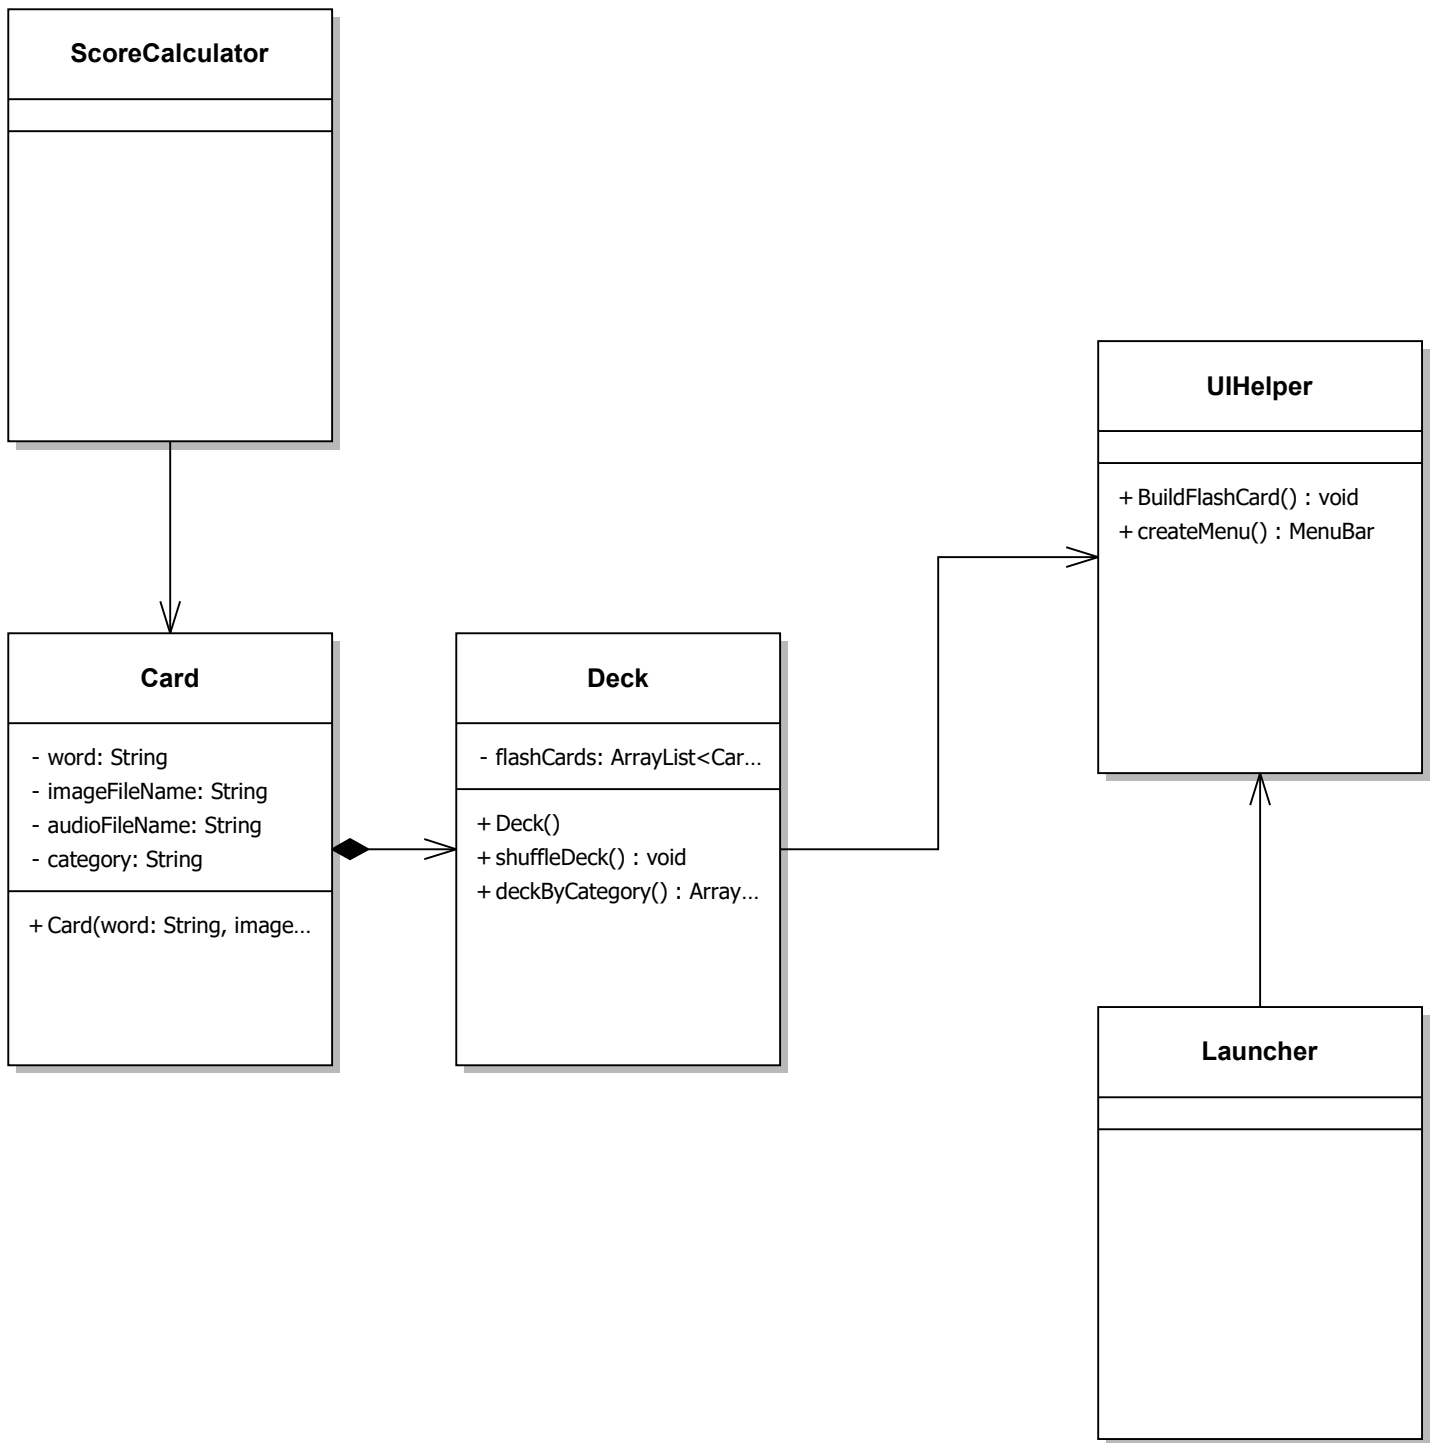 ScoreCalculator
Card
- word: String
- imageFileName: String
- audioFileName: String
- category: String
+ Card(word: String, image...
Deck
- flashCards: ArrayList<Car...
+ Deck()
+ shuffleDeck() : void
+ deckByCategory() : Array...
UIHelper
+ BuildFlashCard() : void
+ createMenu() : MenuBar
Launcher